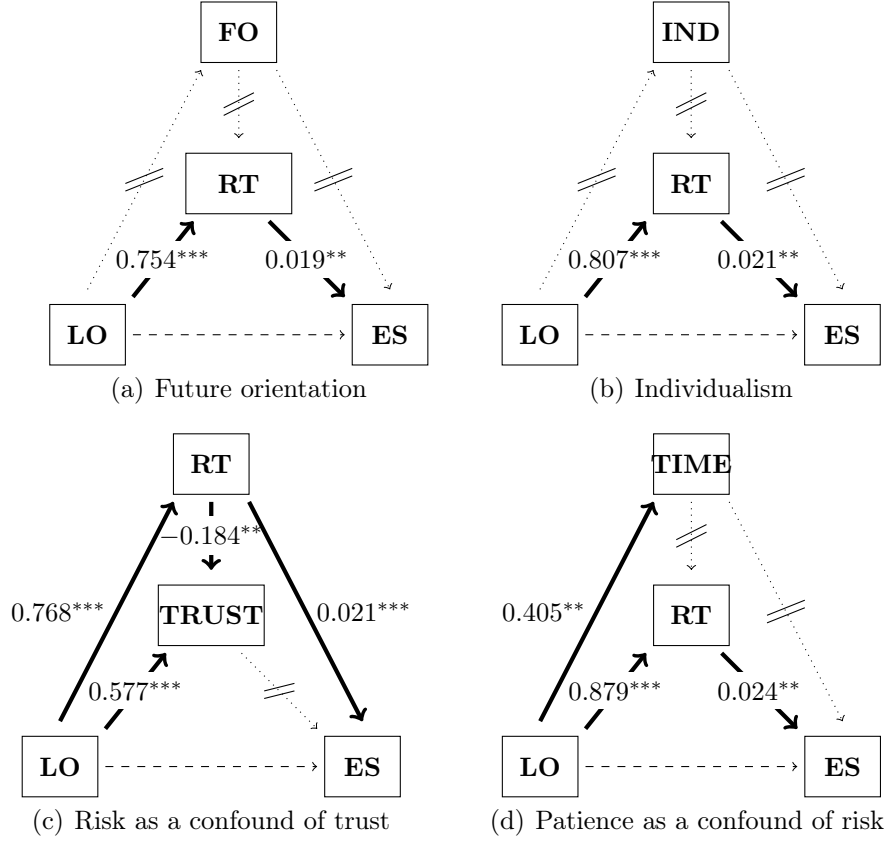 FO
RT
0.754***
0.019**
LO
ES
(a) Future orientation
IND
RT
0.807***
0.021**
LO
ES
(b) Individualism
RT
−0.184**
TRUST
0.768***
0.021***
0.577***
LO
ES
(c) Risk as a confound of trust
TIME
RT
0.405**
0.879***
0.024**
LO
ES
(d) Patience as a confound of risk